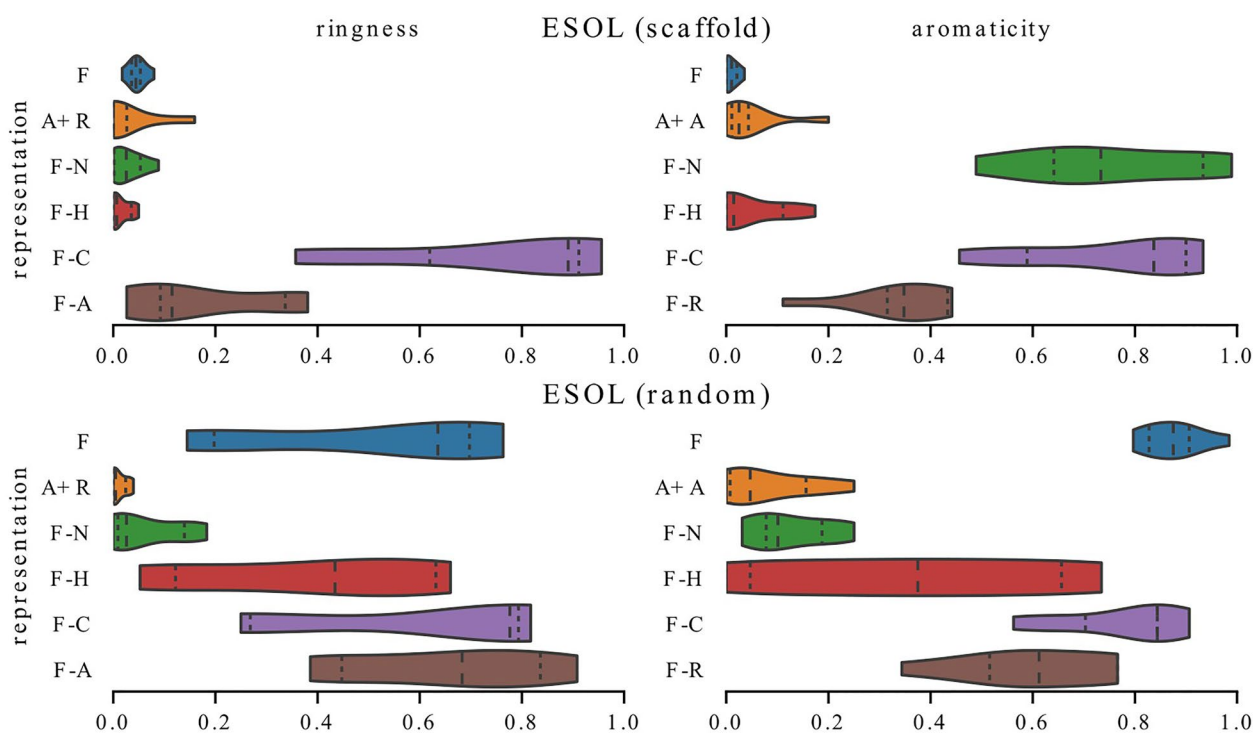 ESOL (scaffold)
ringness
aromaticity
representation
F
A+ R
F-N
F-H
F-C
F-A
0.0 0.2 0.4 0.6 0.8 1.0
F
A+ A
F-N
F-H
F-C
F-R
0.0 0.2 0.4 0.6 0.8 1.0
ESOL (random)
representation
F
A+ R
F-N
F-H
F-C
F-A
0.0 0.2 0.4 0.6 0.8 1.0
F
A+ A
F-N
F-H
F-C
F-R
0.0 0.2 0.4 0.6 0.8 1.0